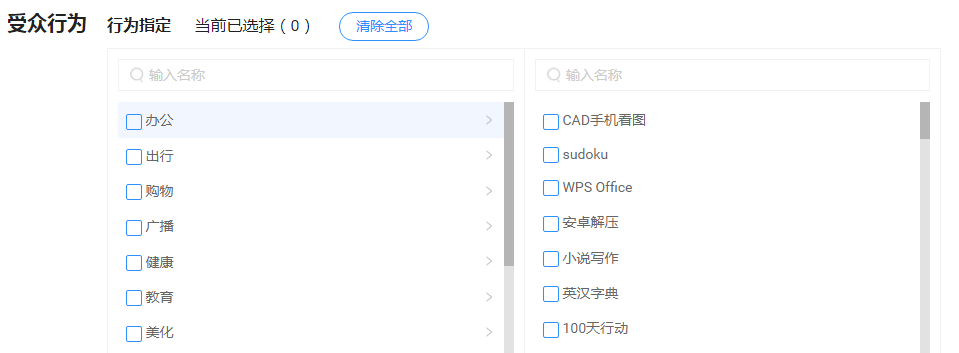 受众行为 行为指定 当前已选择 ( 0 ) 清除全部
输入名称
办公
出行
购物
广播
健康
教育
美化
输入名称
CAD手机看图
sudoku
WPS Office
安卓解压
小说写作
英汉字典
100天行动